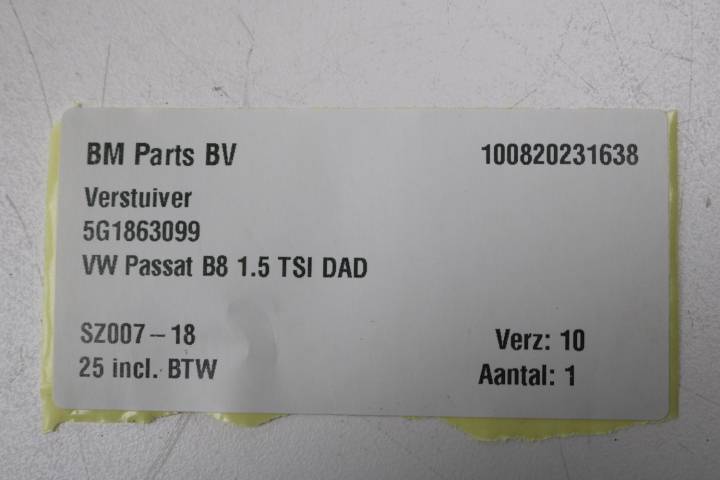 BM Parts BV 100820231638
Verstuiver
5G1863099
VW Passat B8 1.5 TSI DAD
SZ007-18 Verz: 10
25 incl. BTW Aantal: 1